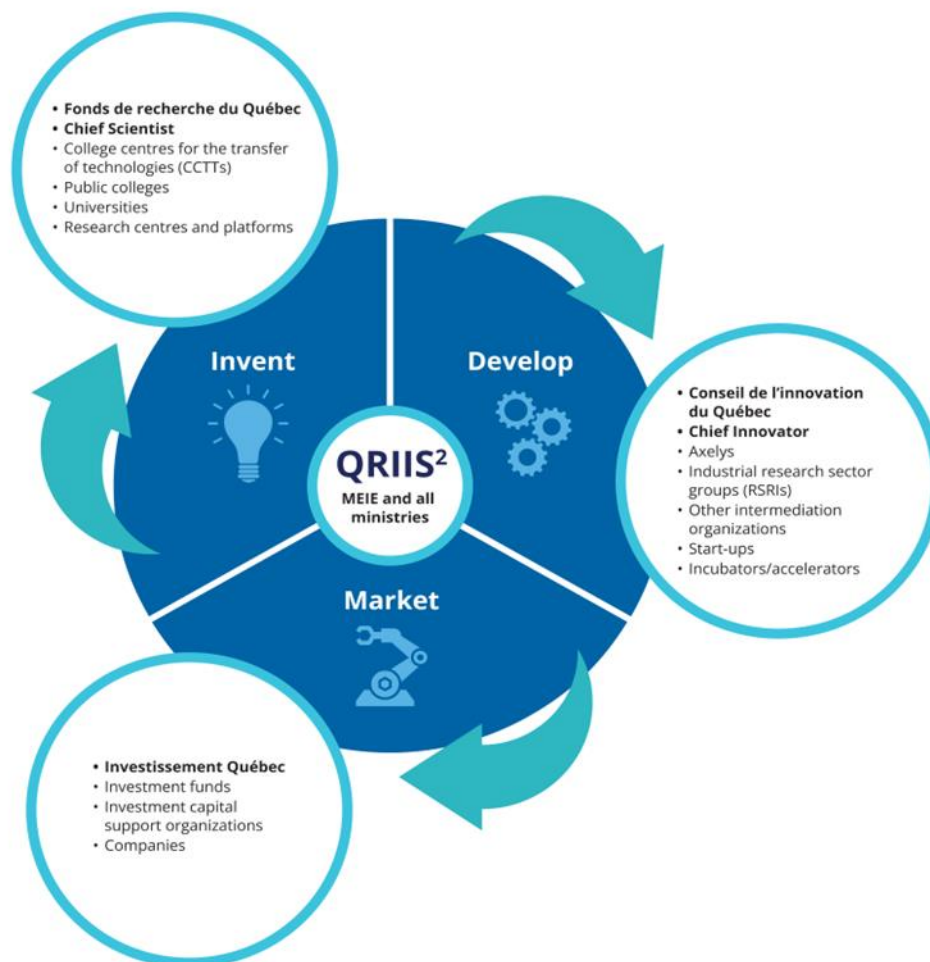 • Fonds de recherche du Québec
• Chief Scientist
• College centres for the transfer
of technologies (CCTTs)
• Public colleges
• Universities
• Research centres and platforms
Invent
Develop
• Conseil de l'innovation
du Québec
• Chief Innovator
• Axelys
• Industrial research sector
groups (RSRIs)
• Other intermediation
organizations
• Start-ups
• Incubators/accelerators
QRIIS²
MEIE and all
ministries
Market
• Investissement Québec
• Investment funds
• Investment capital
support organizations
• Companies